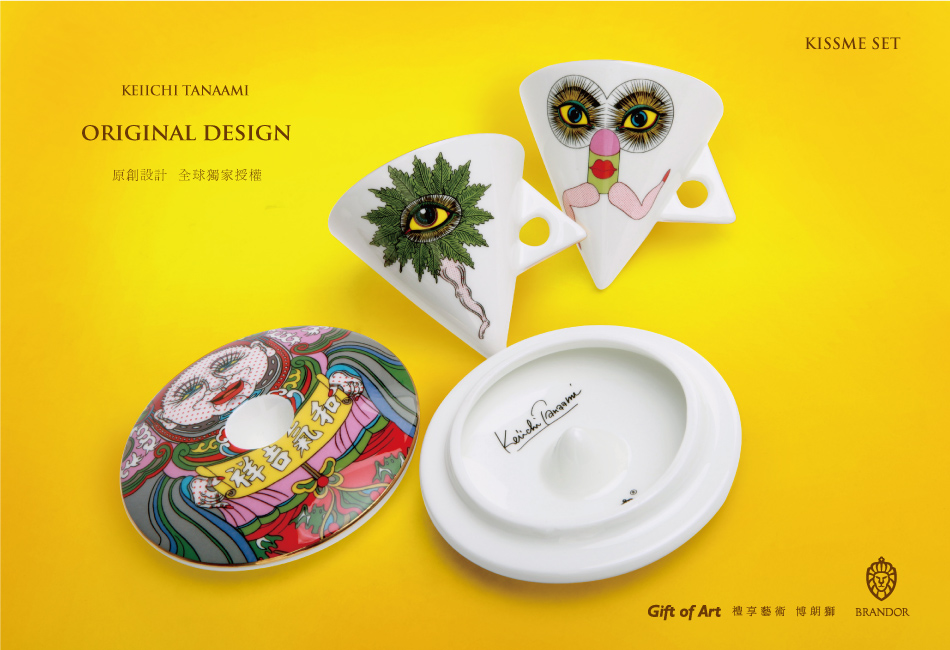 KISSME SET
KEIICHI TANAAMI
ORIGINAL DESIGN
原創設計 全球獨家授權
祥吉氣和
Keiichi Tanaami
Gift of Art 禮享藝術 博朗獅
BRANDOR